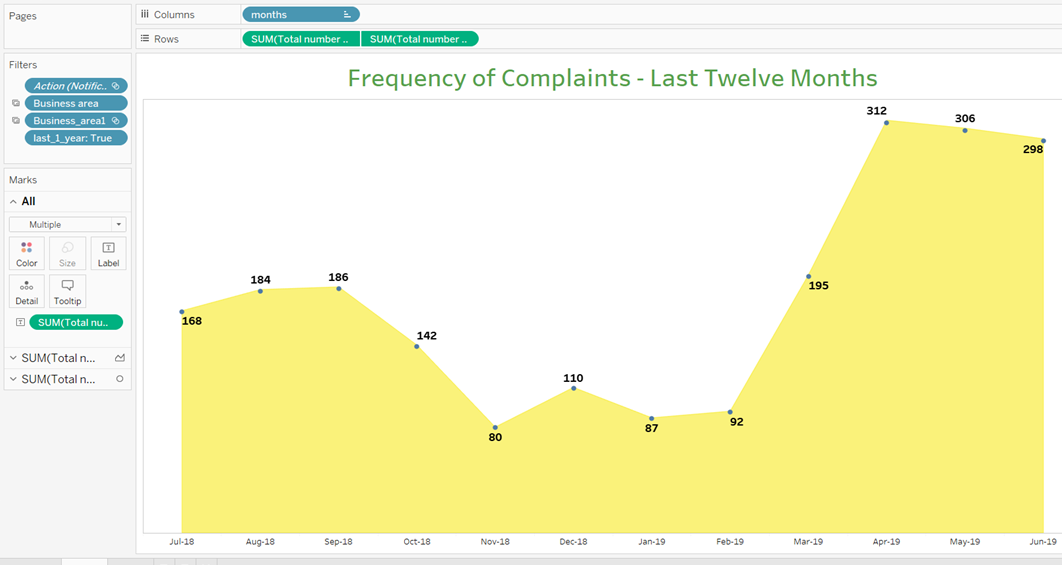 Pages
Columns
months
Rows
SUM(Total number ..
SUM(Total number ..
Filters
Action (Notific..
Business area
Business_area1
last_1_year: True
Marks
All
Multiple
Color
Size
Label
Detail
Tooltip
SUM(Total nu..
SUM(Total n...
SUM(Total n...
Frequency of Complaints - Last Twelve Months
168
184
186
142
80
110
87
92
195
312
306
298
Jul-18 Aug-18 Sep-18 Oct-18 Nov-18 Dec-18 Jan-19 Feb-19 Mar-19 Apr-19 May-19 Jun-19